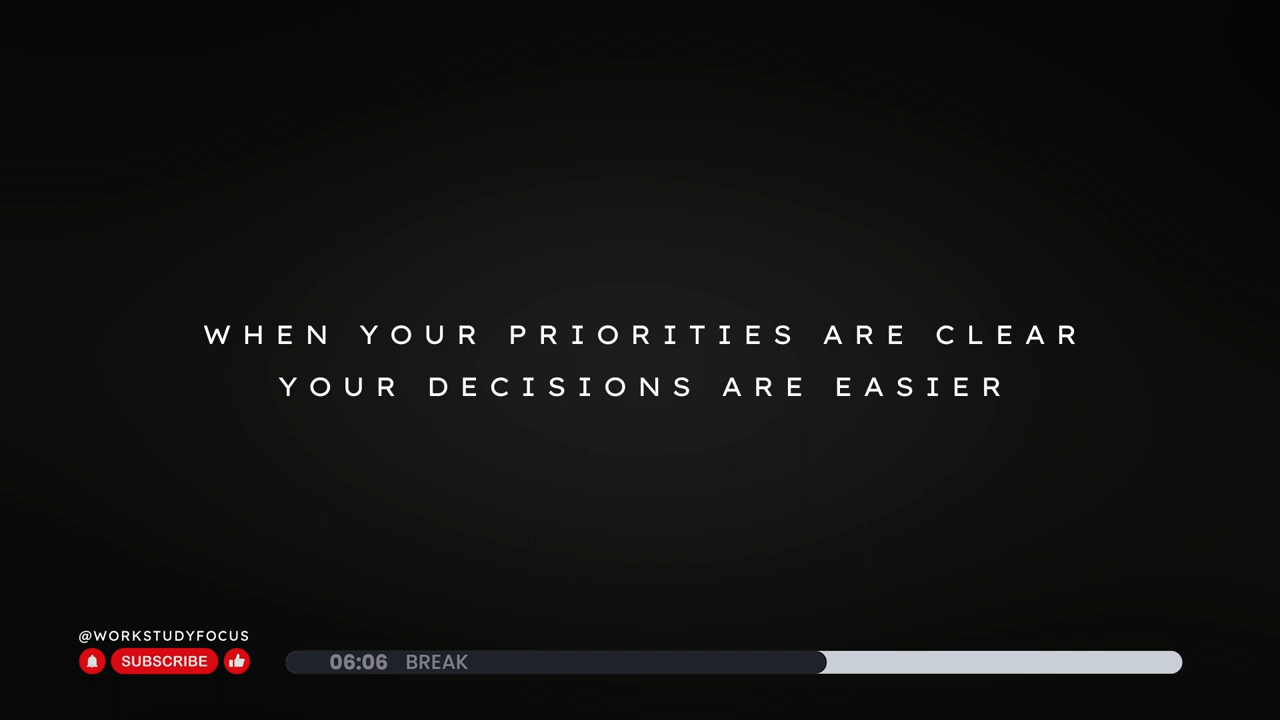 WHEN YOUR PRIORITIES ARE CLEAR
YOUR DECISIONS ARE EASIER
@WORKSTUDYFOCUS
SUBSCRIBE
06:06 BREAK